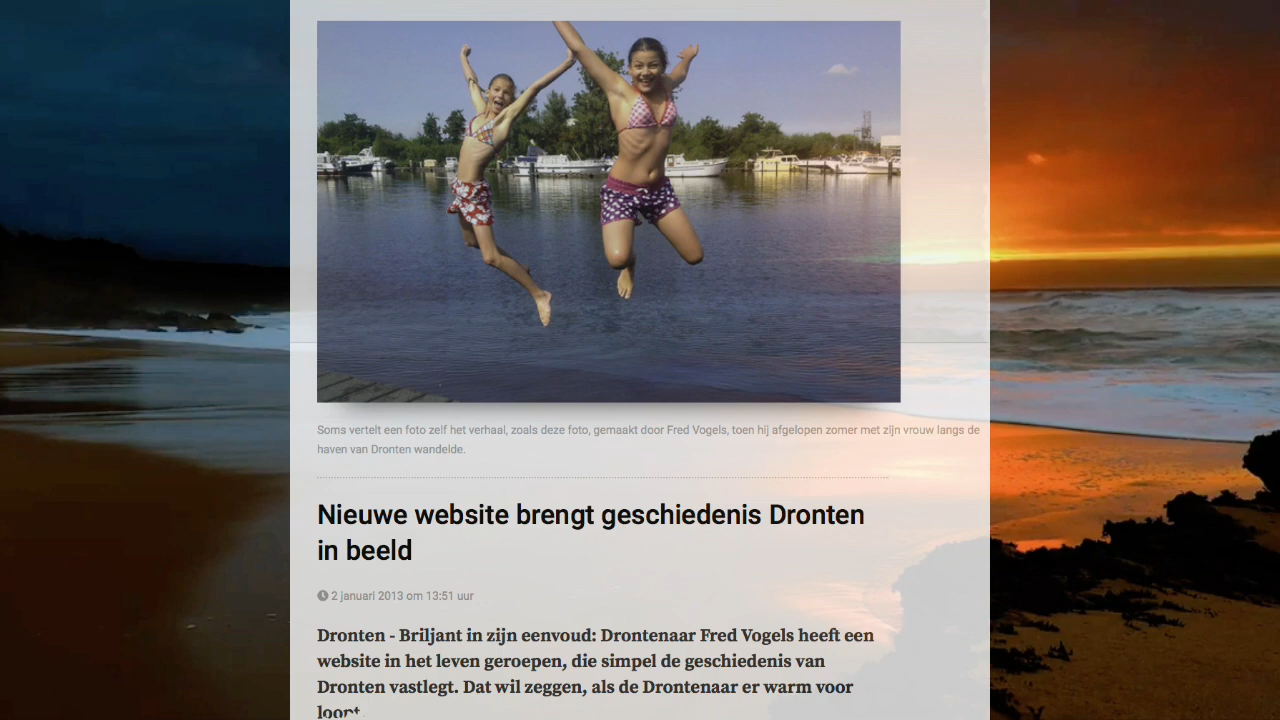 Soms vertelt een foto zelf het verhaal, zoals deze foto, gemaakt door Fred Vogels, toen hij afgelopen zomer met zijn vrouw langs de
haven van Dronten wandelde.
Nieuwe website brengt geschiedenis Dronten
in beeld
2 januari 2013 om 13:51 uur
Dronten - Briljant in zijn eenvoud: Drontenaar Fred Vogels heeft een
website in het leven geroepen, die simpel de geschiedenis van
Dronten vastlegt. Dat wil zeggen, als de Drontenaar er warm voor
loopt.